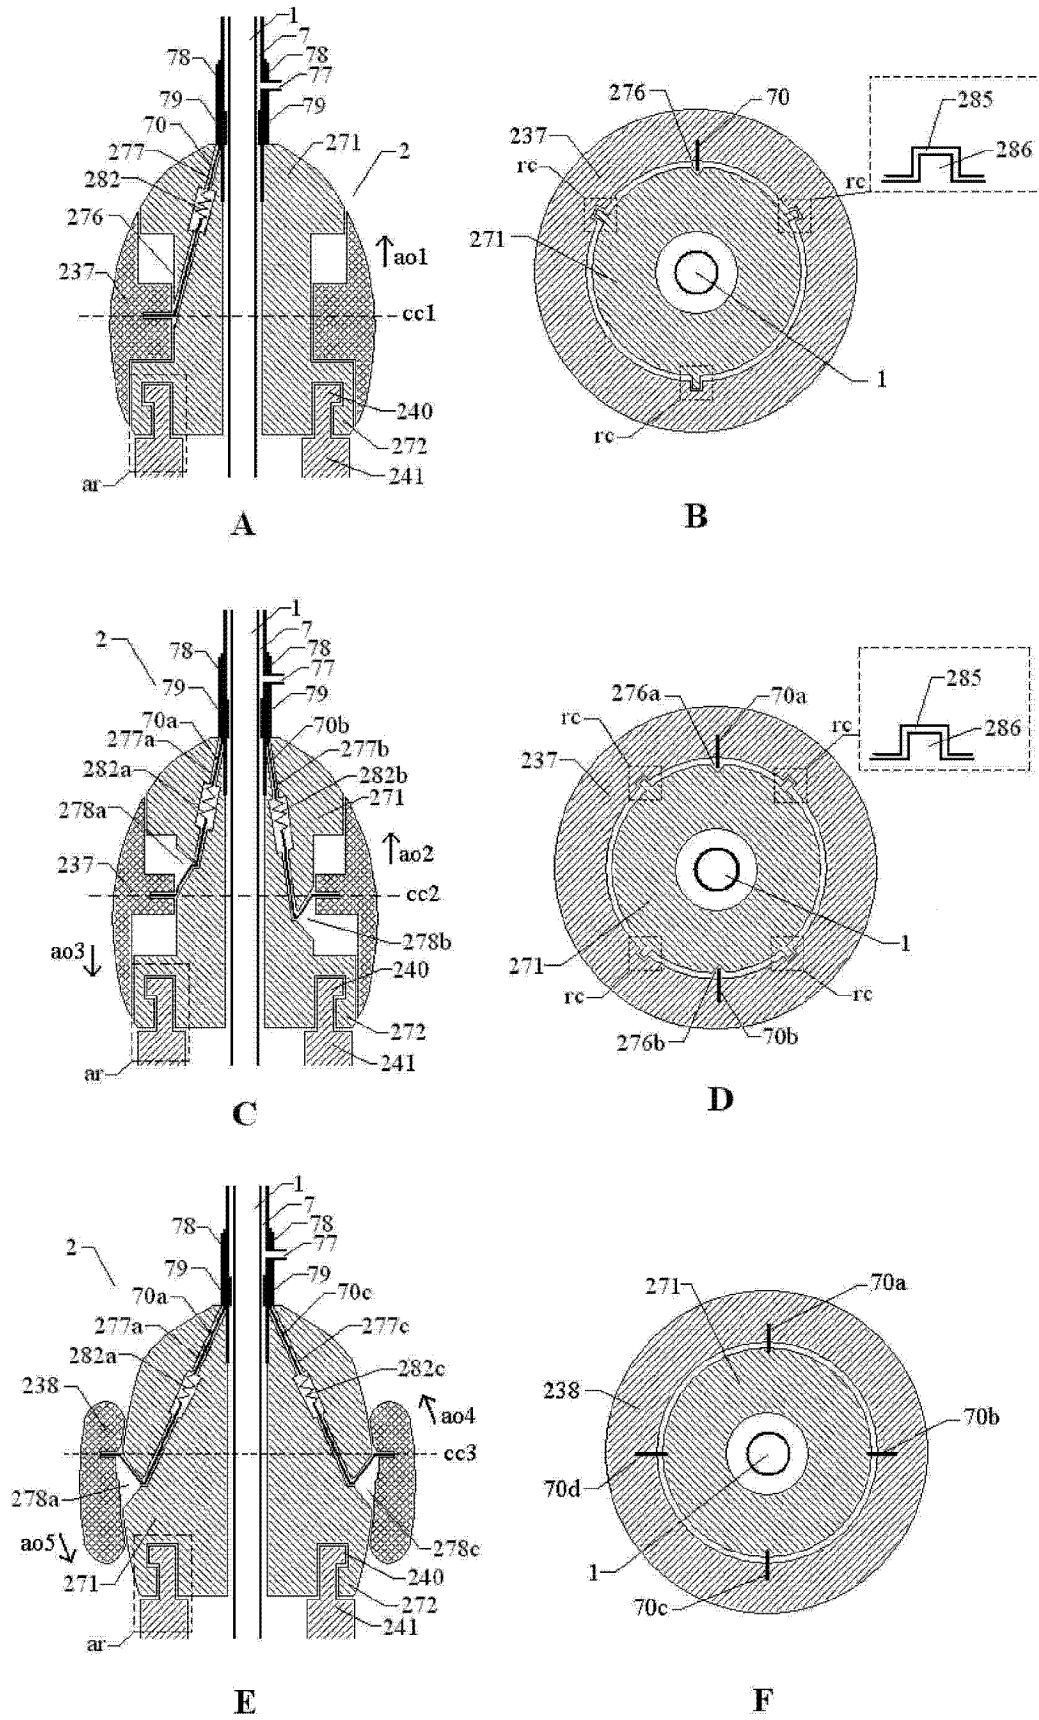 1
7
78
78
77
79
79
70
271
277
2
282
276
ao1
237
cc1
240
272
241
ar
A
276
70
237
rc
285
286
rc
271
1
rc
B
1
2
7
78
78
77
79
79
70a
70b
277a
277b
282a
282b
278a
271
237
ao2
cc2
ao3
278b
240
272
241
ar
C
276a
70a
rc
285
286
rc
237
rc
1
271
rc
rc
276b
70b
D
1
7
78
78
2
77
79
79
70a
70c
277a
277c
282a
282c
238
ao4
cc3
278a
ao5
278c
271
240
272
241
ar
E
271
70a
238
70b
70d
1
70c
F